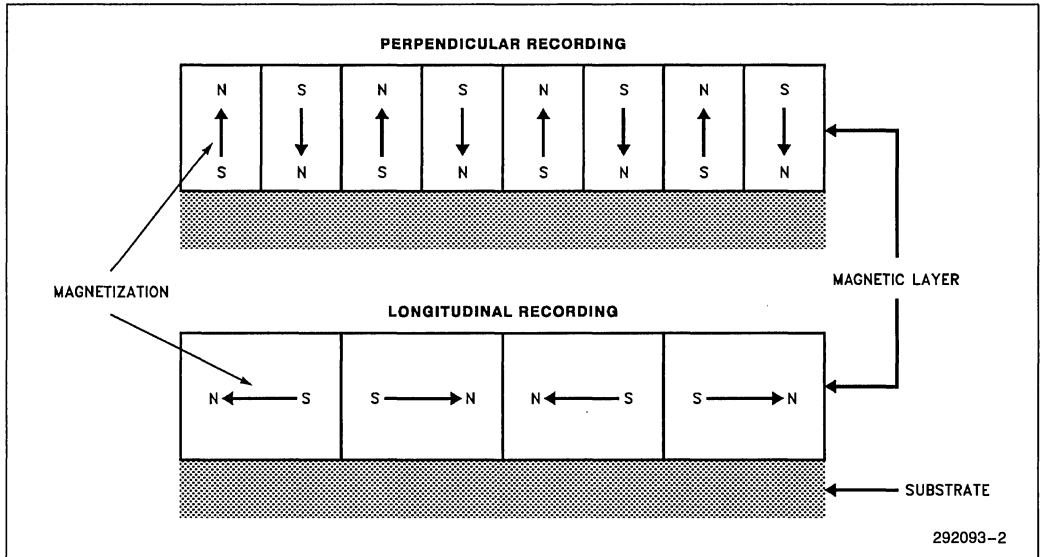 PERPENDICULAR RECORDING
N S N S N S N S
S N S N S N S N
MAGNETIZATION
MAGNETIC LAYER
LONGITUDINAL RECORDING
N S S N N S S N
SUBSTRATE
292093-2